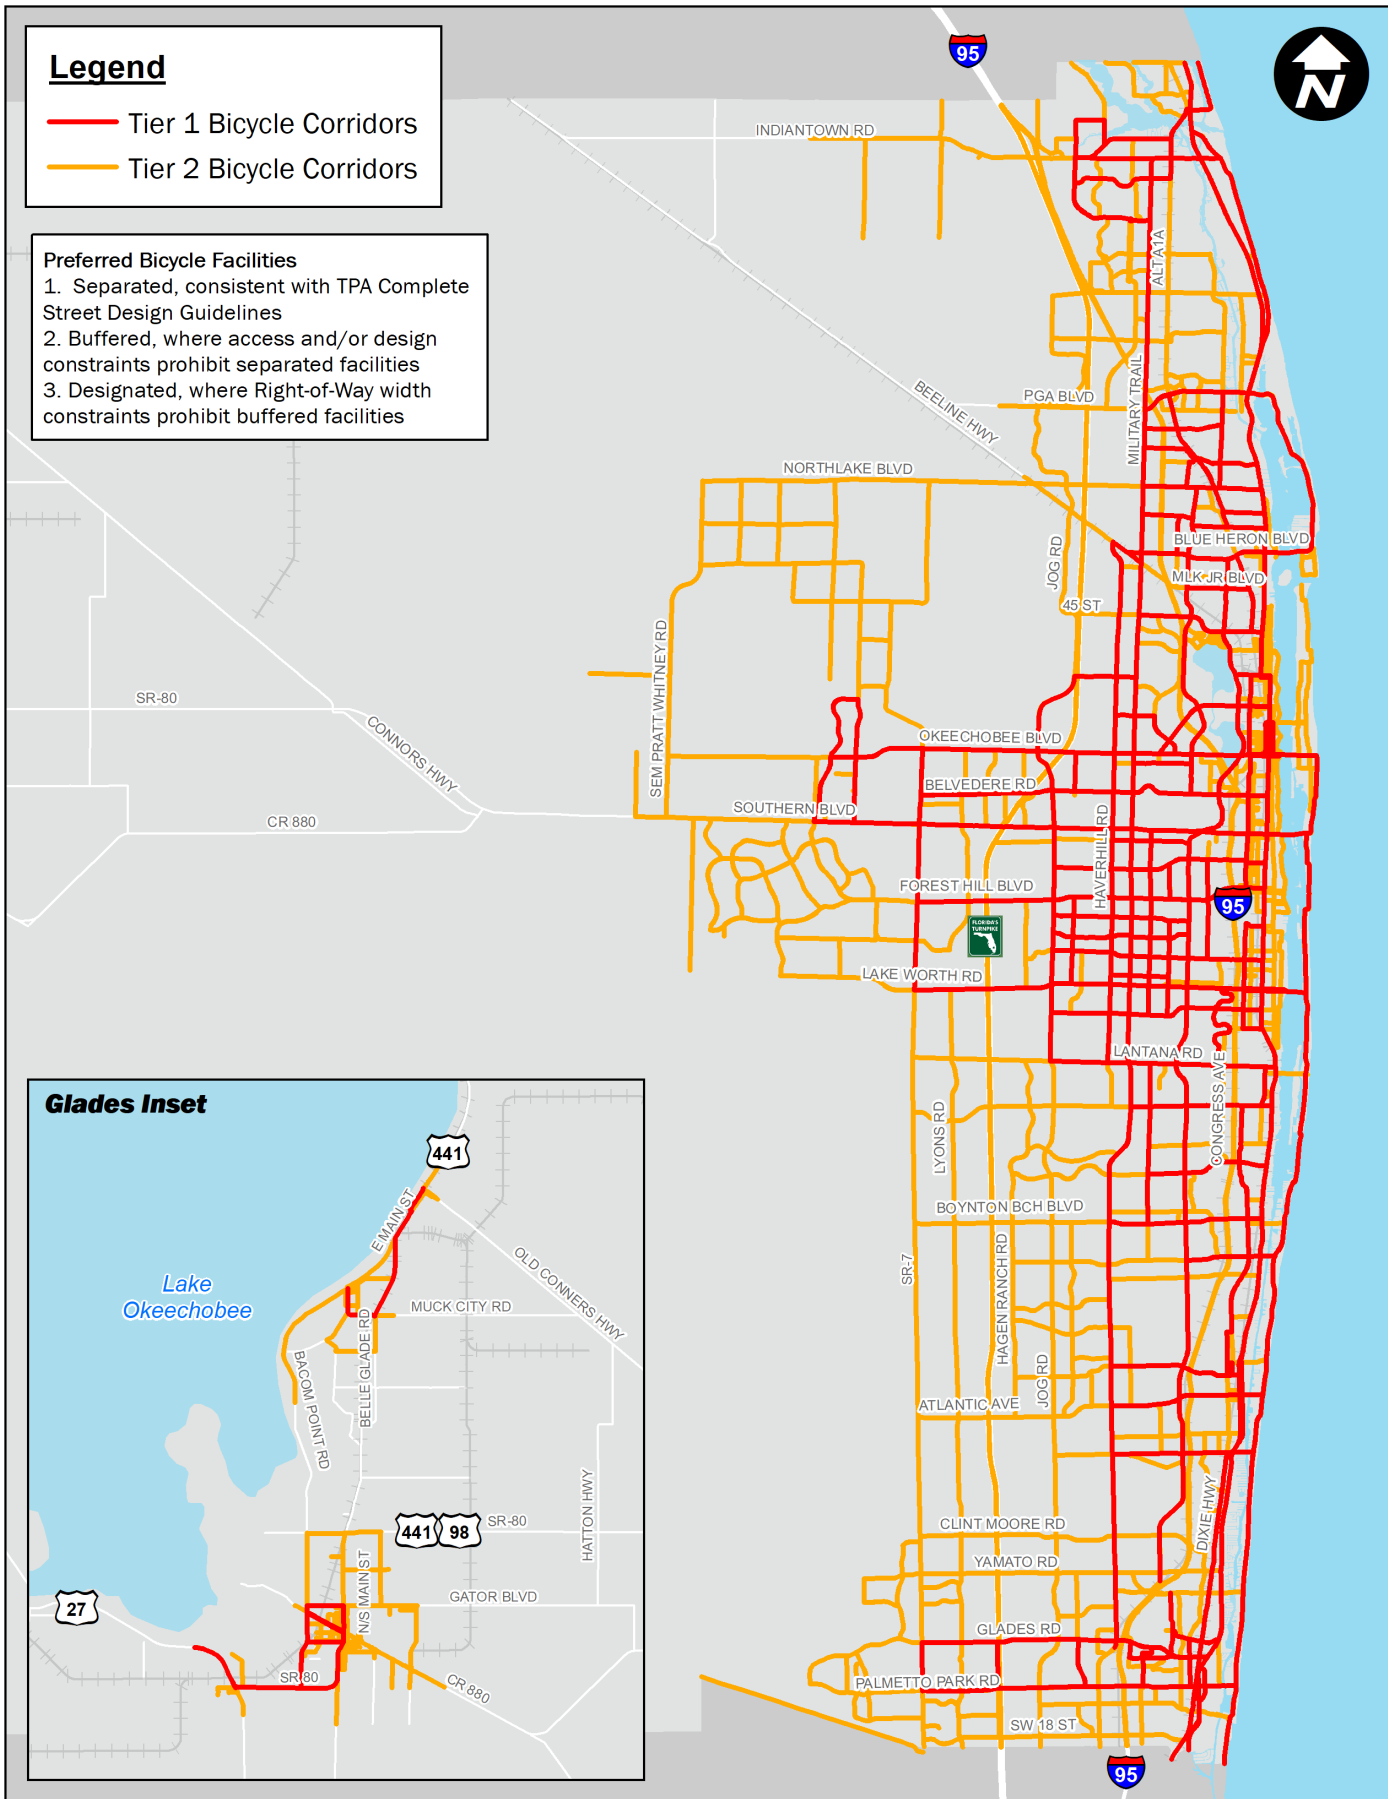 Legend
Tier 1 Bicycle Corridors
Tier 2 Bicycle Corridors
Preferred Bicycle Facilities
1. Separated, consistent with TPA Complete
Street Design Guidelines
2. Buffered, where access and/or design
constraints prohibit separated facilities
3. Designated, where Right-of-Way width
constraints prohibit buffered facilities
95
N
INDIANTOWN RD
ALT A1A
BEELINE HWY
PGA BLVD
MILITARY TRAIL
NORTHLAKE BLVD
BLUE HERON BLVD
JOG RD
MLK JR BLVD
45 ST
SEM PRATT WHITNEY RD
SR-80
CONNORS HWY
OKEECHOBEE BLVD
BELVEDERE RD
SOUTHERN BLVD
CR 880
HAVERHILL RD
FOREST HILL BLVD
95
FLORIDA'S
TURNPIKE
LAKE WORTH RD
LANTANA RD
CONGRESS AVE
LYONS RD
BOYNTON BCH BLVD
SR-7
HAGEN RANCH RD
JOG RD
ATLANTIC AVE
DIXIE HWY
CLINT MOORE RD
YAMATO RD
GLADES RD
PALMETTO PARK RD
SW 18 ST
95
Glades Inset
441
E MAIN ST
OLD CONNERS HWY
Lake
Okeechobee
MUCK CITY RD
BELLE GLADE RD
BACOM POINT RD
HATTON HWY
441
98
SR-80
N/S MAIN ST
GATOR BLVD
27
SR 80
CR 880